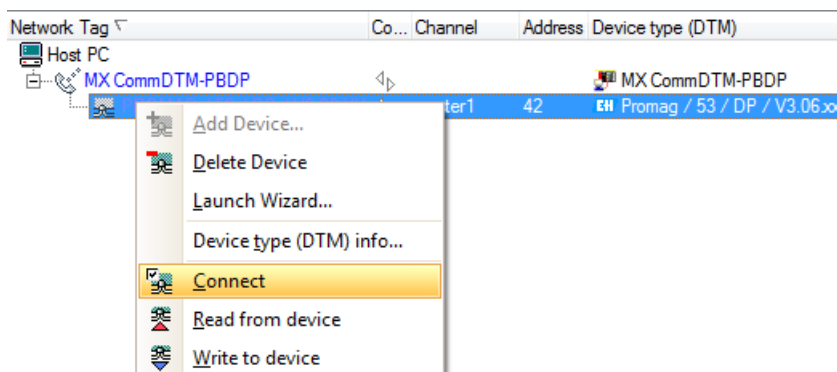 Network Tag Co... Channel Address Device type (DTM)
Host PC
MX CommDTM-PBDP MX CommDTM-PBDP
42 EH Promag / 53 / DP / V3.06.xx
Add Device...
Delete Device
Launch Wizard...
Device type (DTM) info...
Connect
Read from device
Write to device